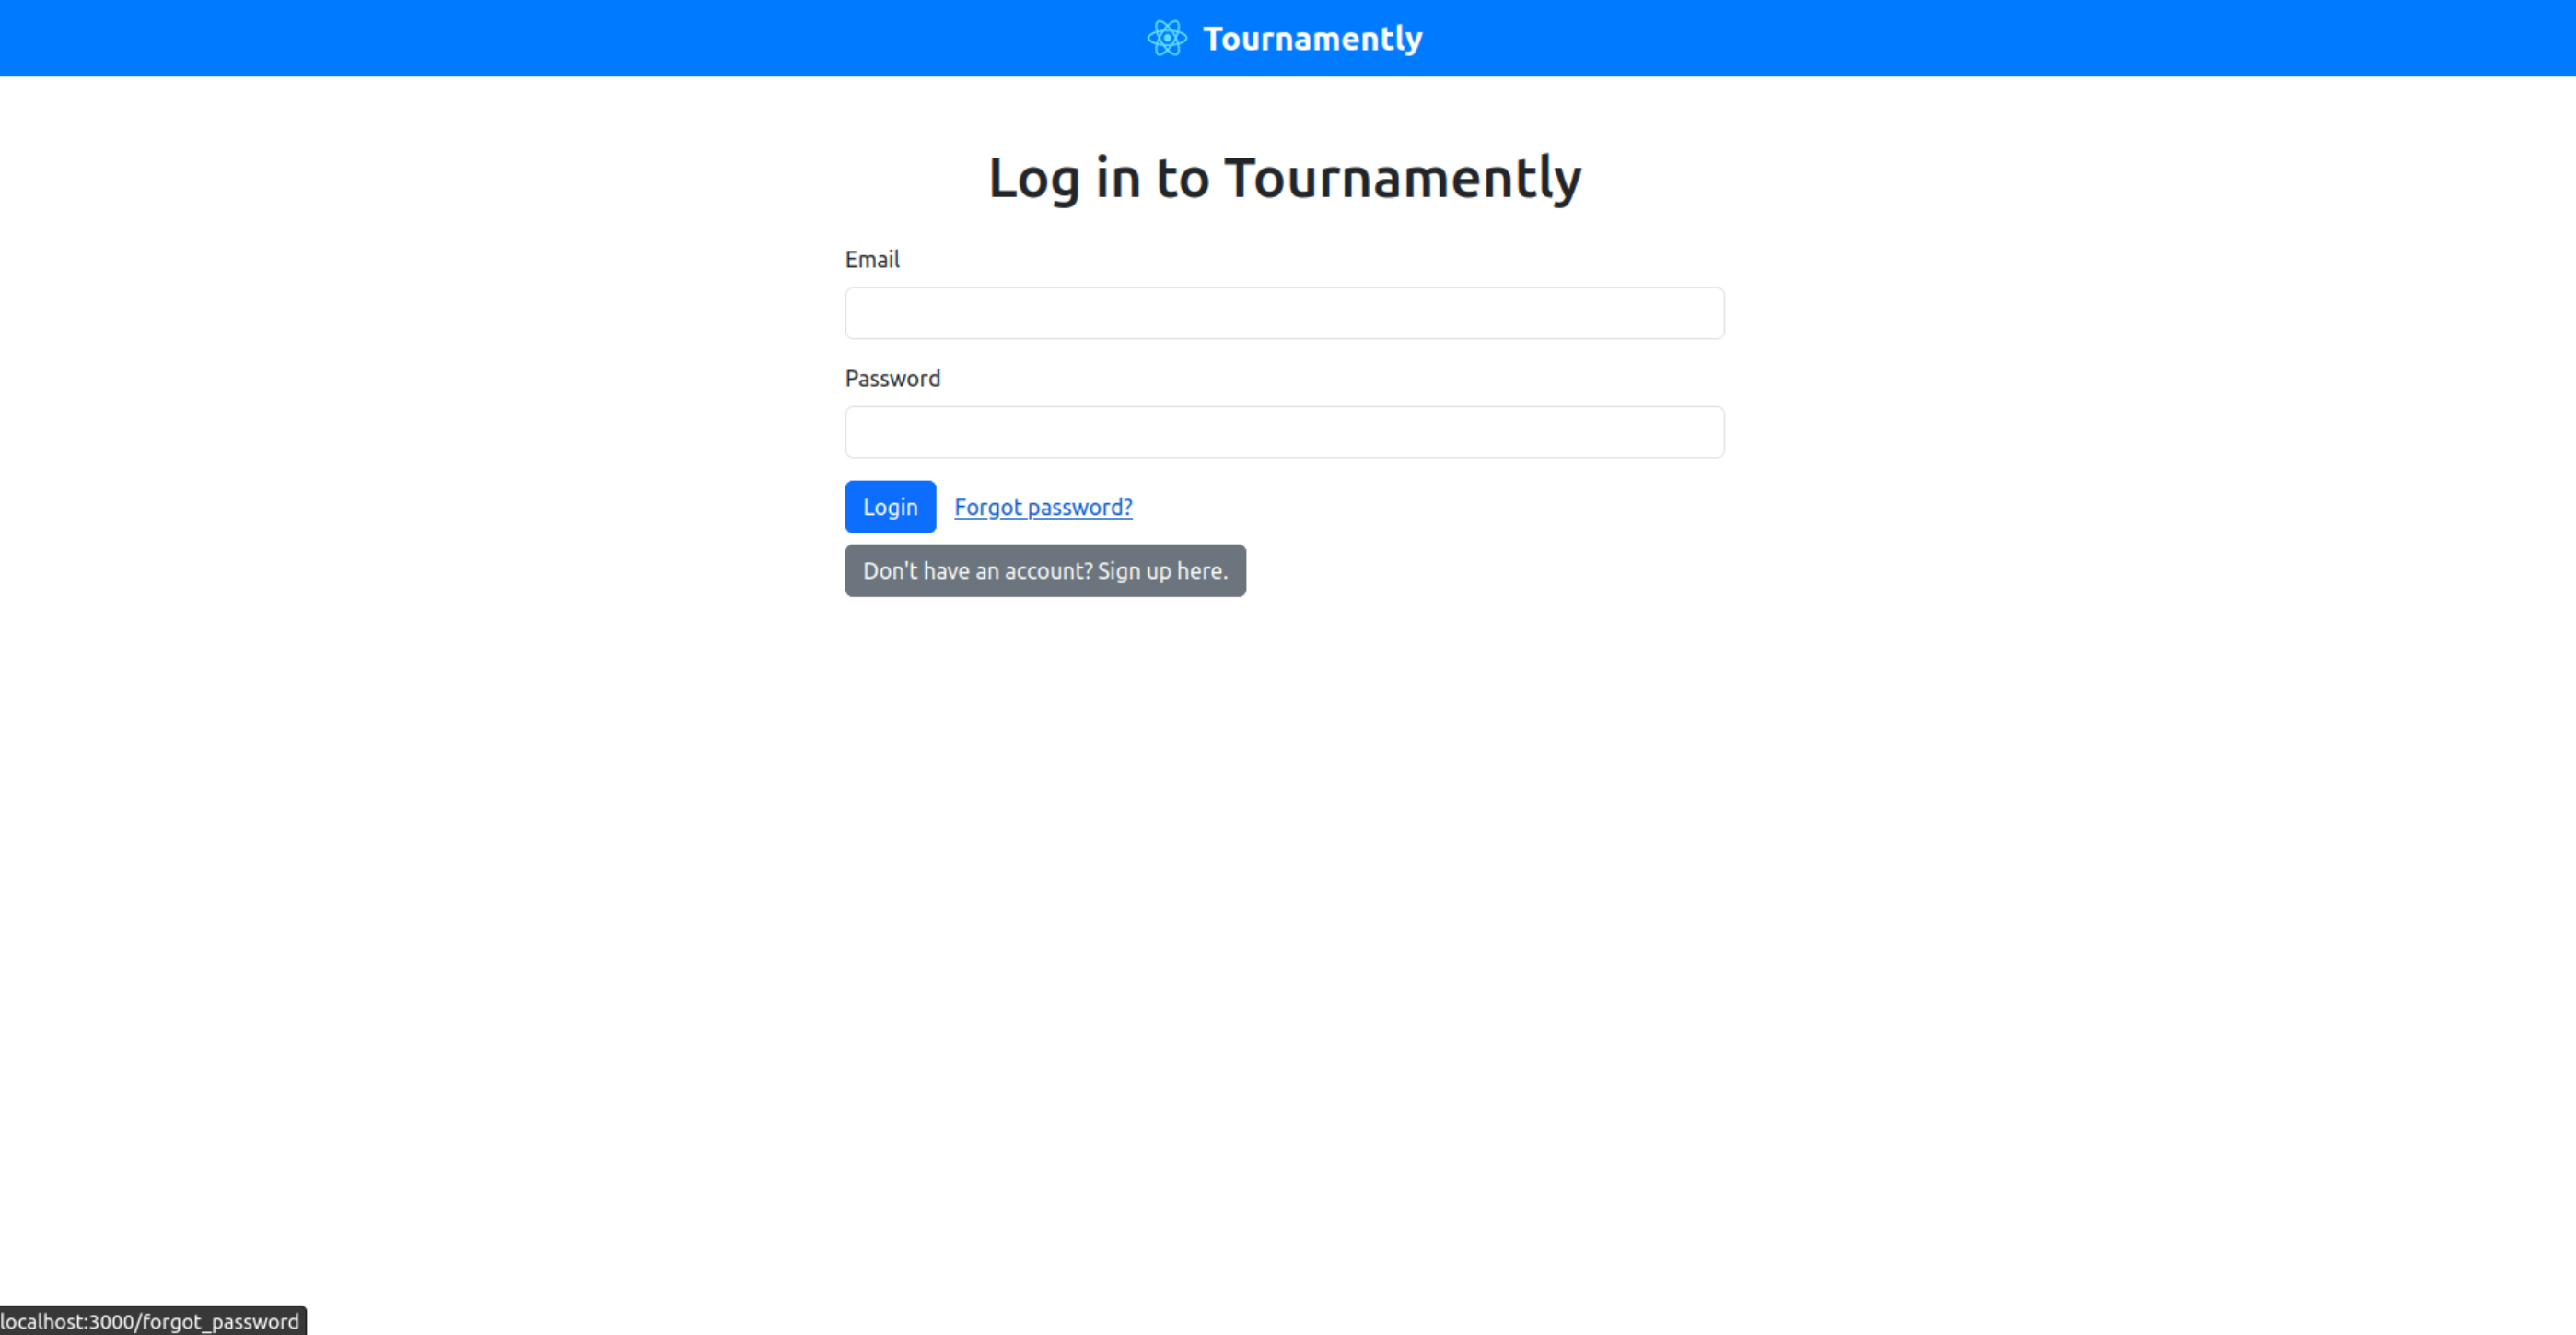 Tournamently
Log in to Tournamently
Email
Password
Login Forgot password?
Don't have an account? Sign up here.
localhost:3000/forgot_password